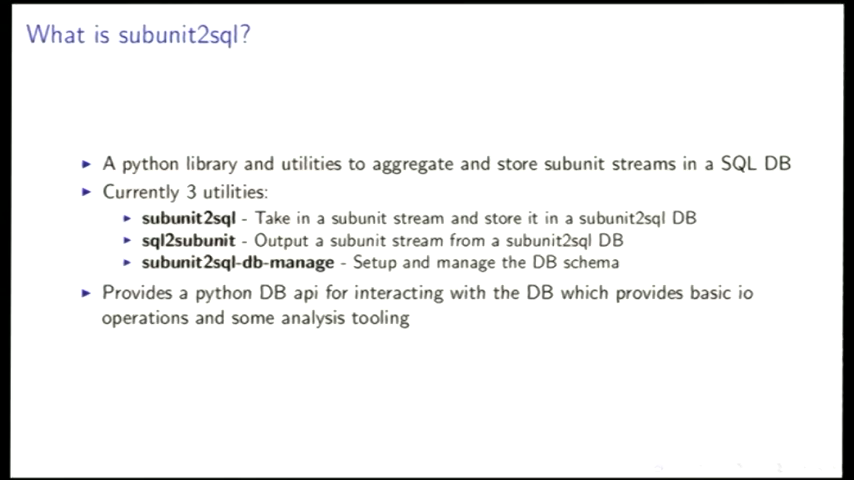 What is subunit2sql?
▶ A python library and utilities to aggregate and store subunit streams in a SQL DB
▶ Currently 3 utilities:
▶ subunit2sql - Take in a subunit stream and store it in a subunit2sql DB
▶ sql2subunit - Output a subunit stream from a subunit2sql DB
▶ subunit2sql-db-manage - Setup and manage the DB schema
▶ Provides a python DB api for interacting with the DB which provides basic io
operations and some analysis tooling